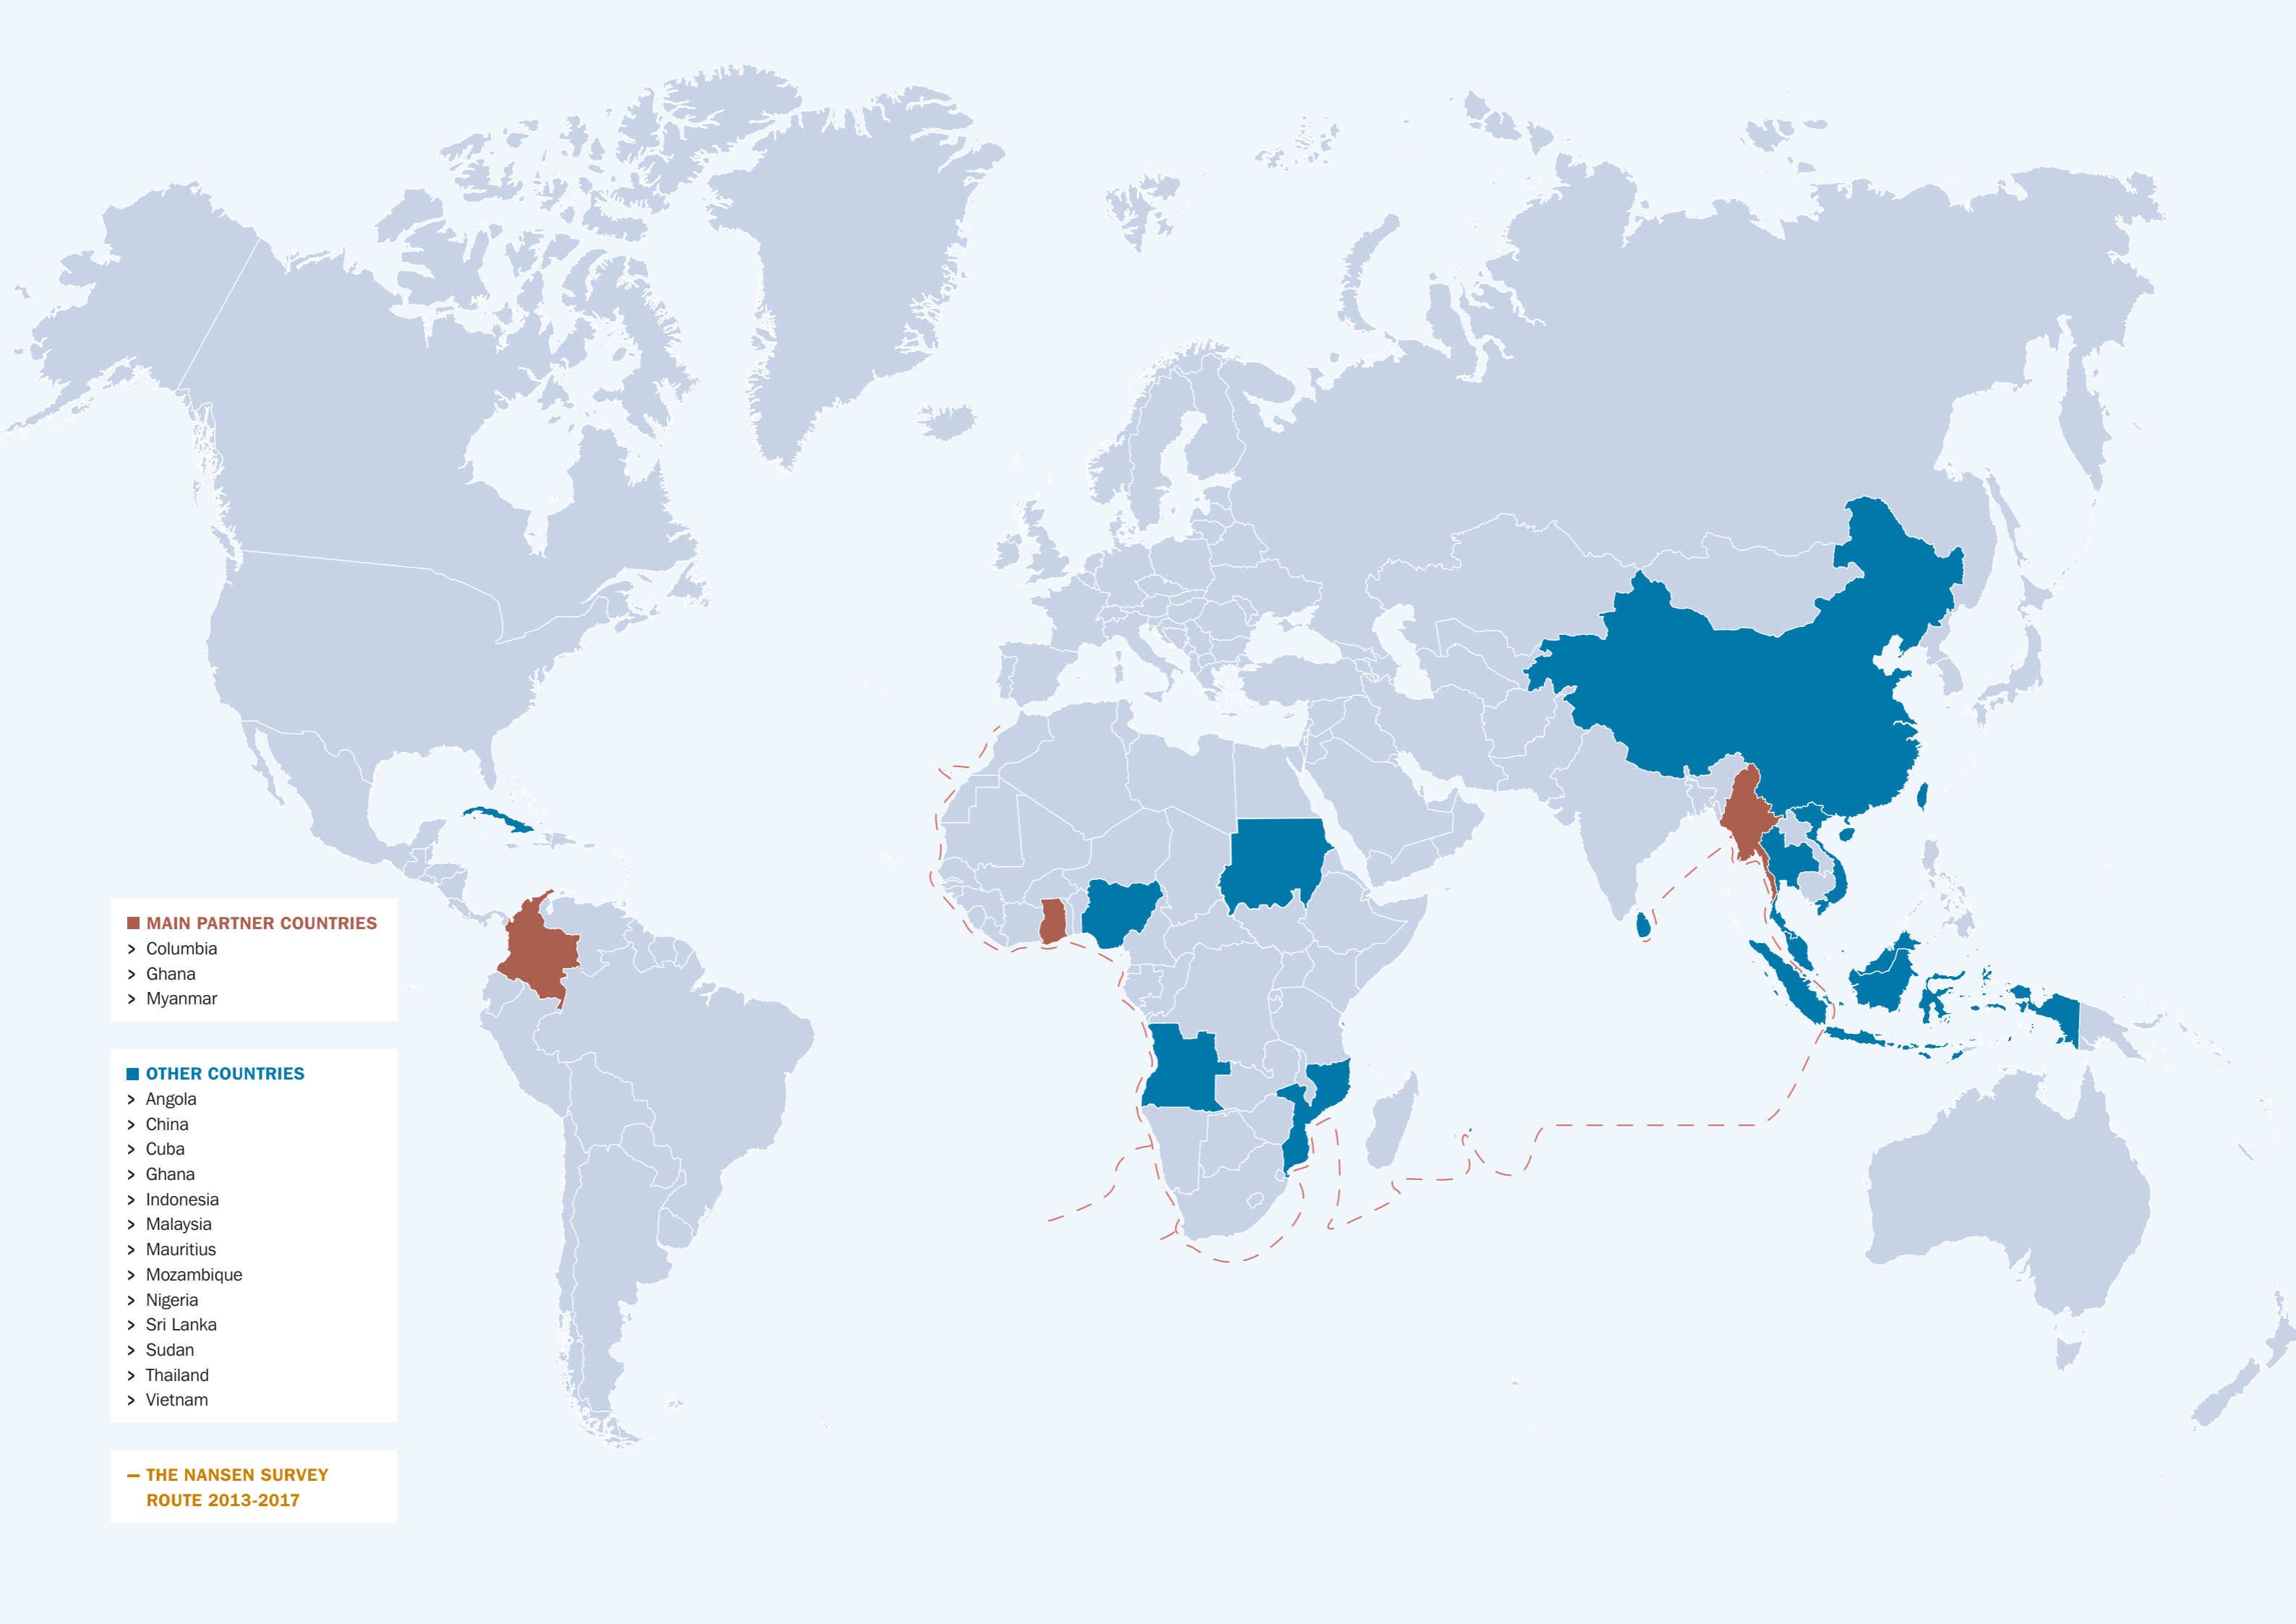 MAIN PARTNER COUNTRIES
> Columbia
> Ghana
> Myanmar
OTHER COUNTRIES
> Angola
> China
> Cuba
> Ghana
> Indonesia
> Malaysia
> Mauritius
> Mozambique
> Nigeria
> Sri Lanka
> Sudan
> Thailand
> Vietnam
– THE NANSEN SURVEY
ROUTE 2013-2017